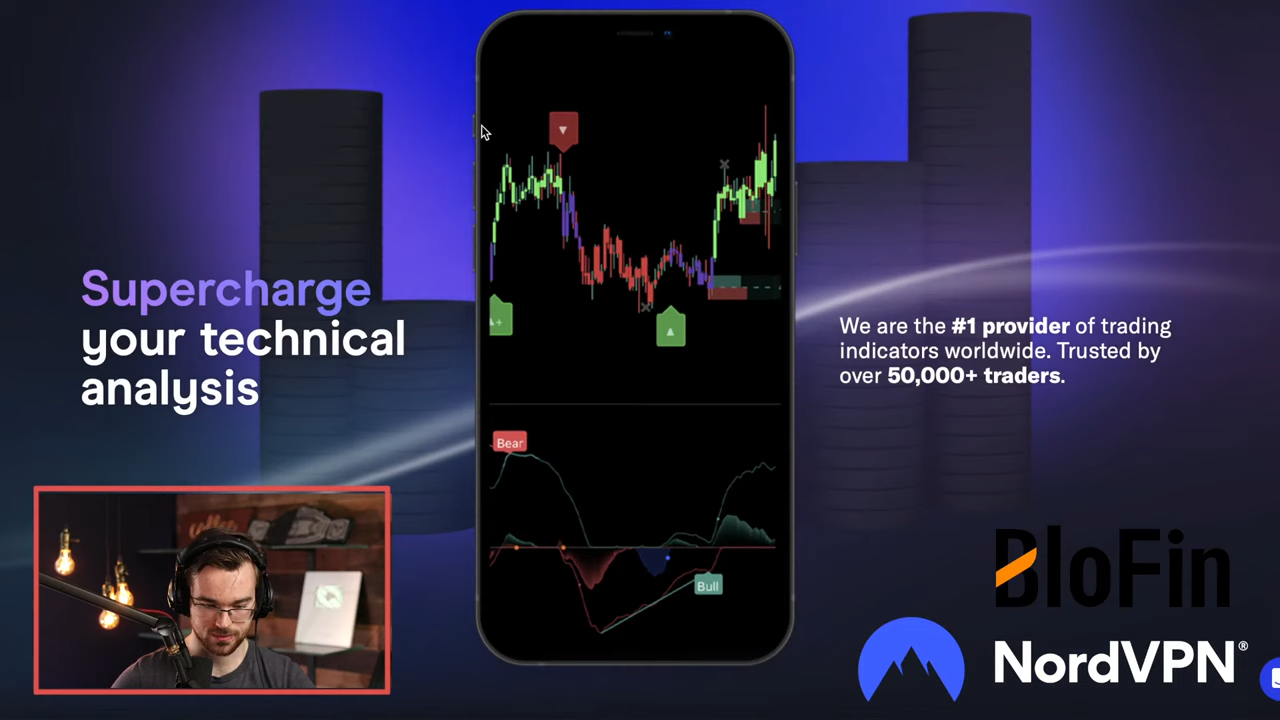 Supercharge
your technical
analysis
Bear
Bull
We are the #1 provider of trading
indicators worldwide. Trusted by
over 50,000+ traders.
BloFin
NordVPN®